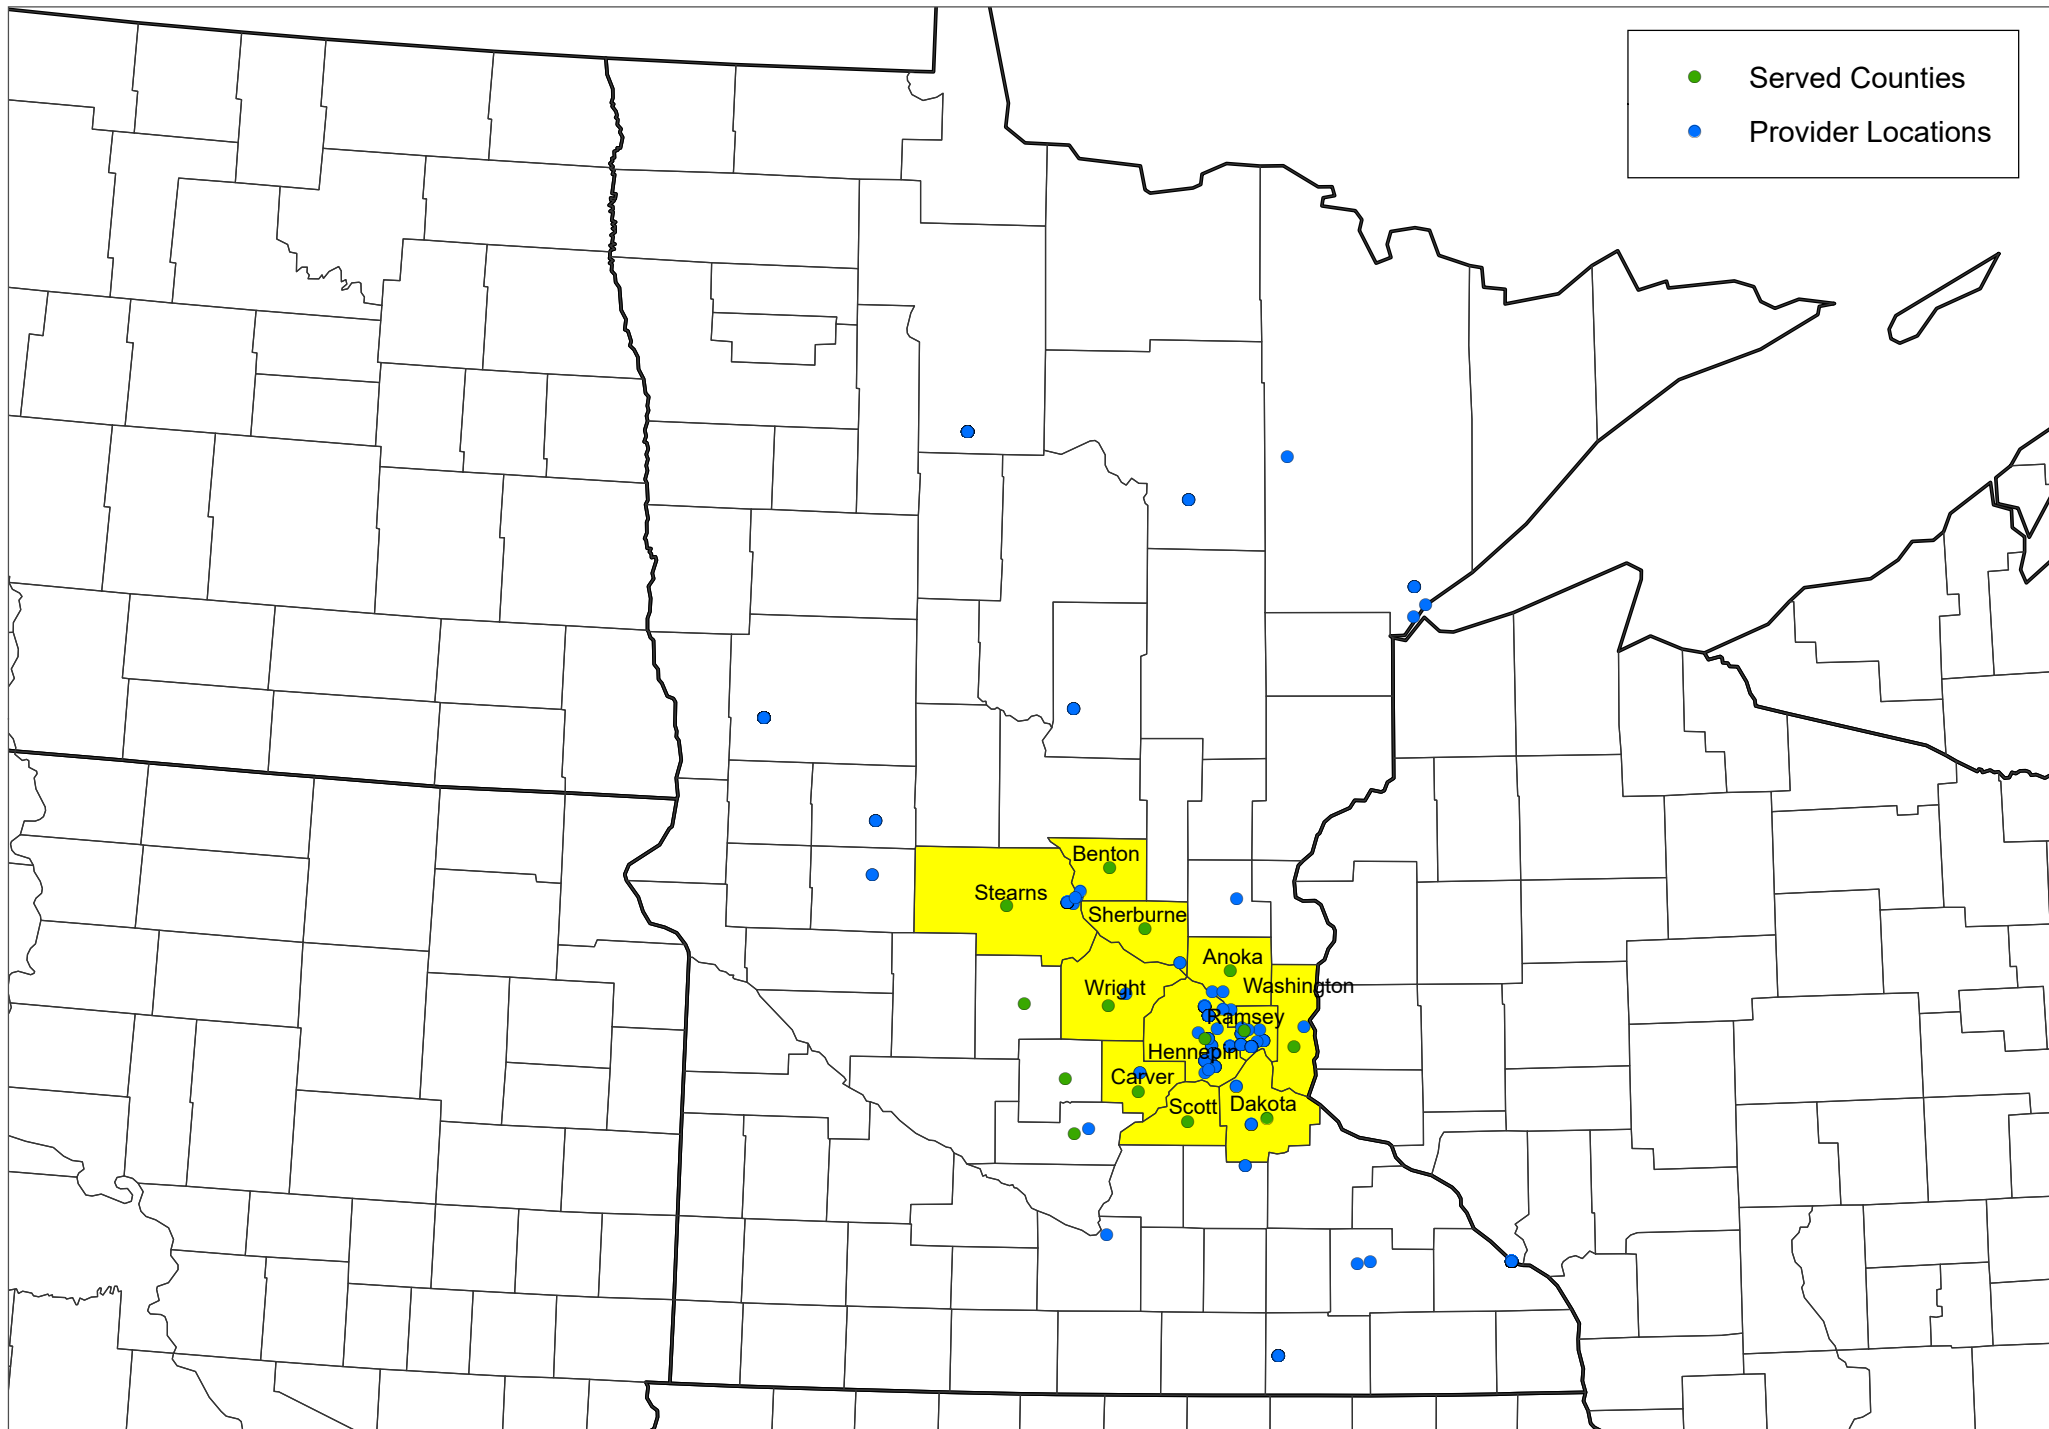 Served Counties
Provider Locations
Benton
Stearns
Sherburne
Anoka
Wright
Washington
Ramsey
Hennepin
Carver
Scott
Dakota